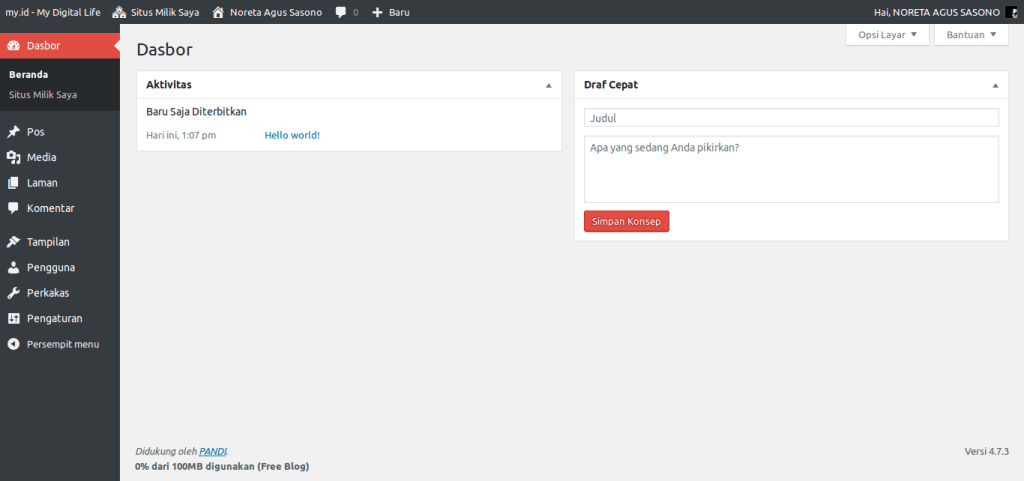 my.id - My Digital Life Situs Milik Saya Noreta Agus Sasono 0 Baru Hai, NORETA AGUS SASONO
Opsi Layar Bantuan
Dasbor
Beranda
Situs Milik Saya
Pos
Media
Laman
Komentar
Tampilan
Pengguna
Perkakas
Pengaturan
Persempit menu
Dasbor
Aktivitas
Baru Saja Diterbitkan
Hari ini, 1:07 pm Hello world!
Draf Cepat
Judul
Apa yang sedang Anda pikirkan?
Simpan Konsep
Didukung oleh PANDI. Versi 4.7.3
0% dari 100MB digunakan (Free Blog)